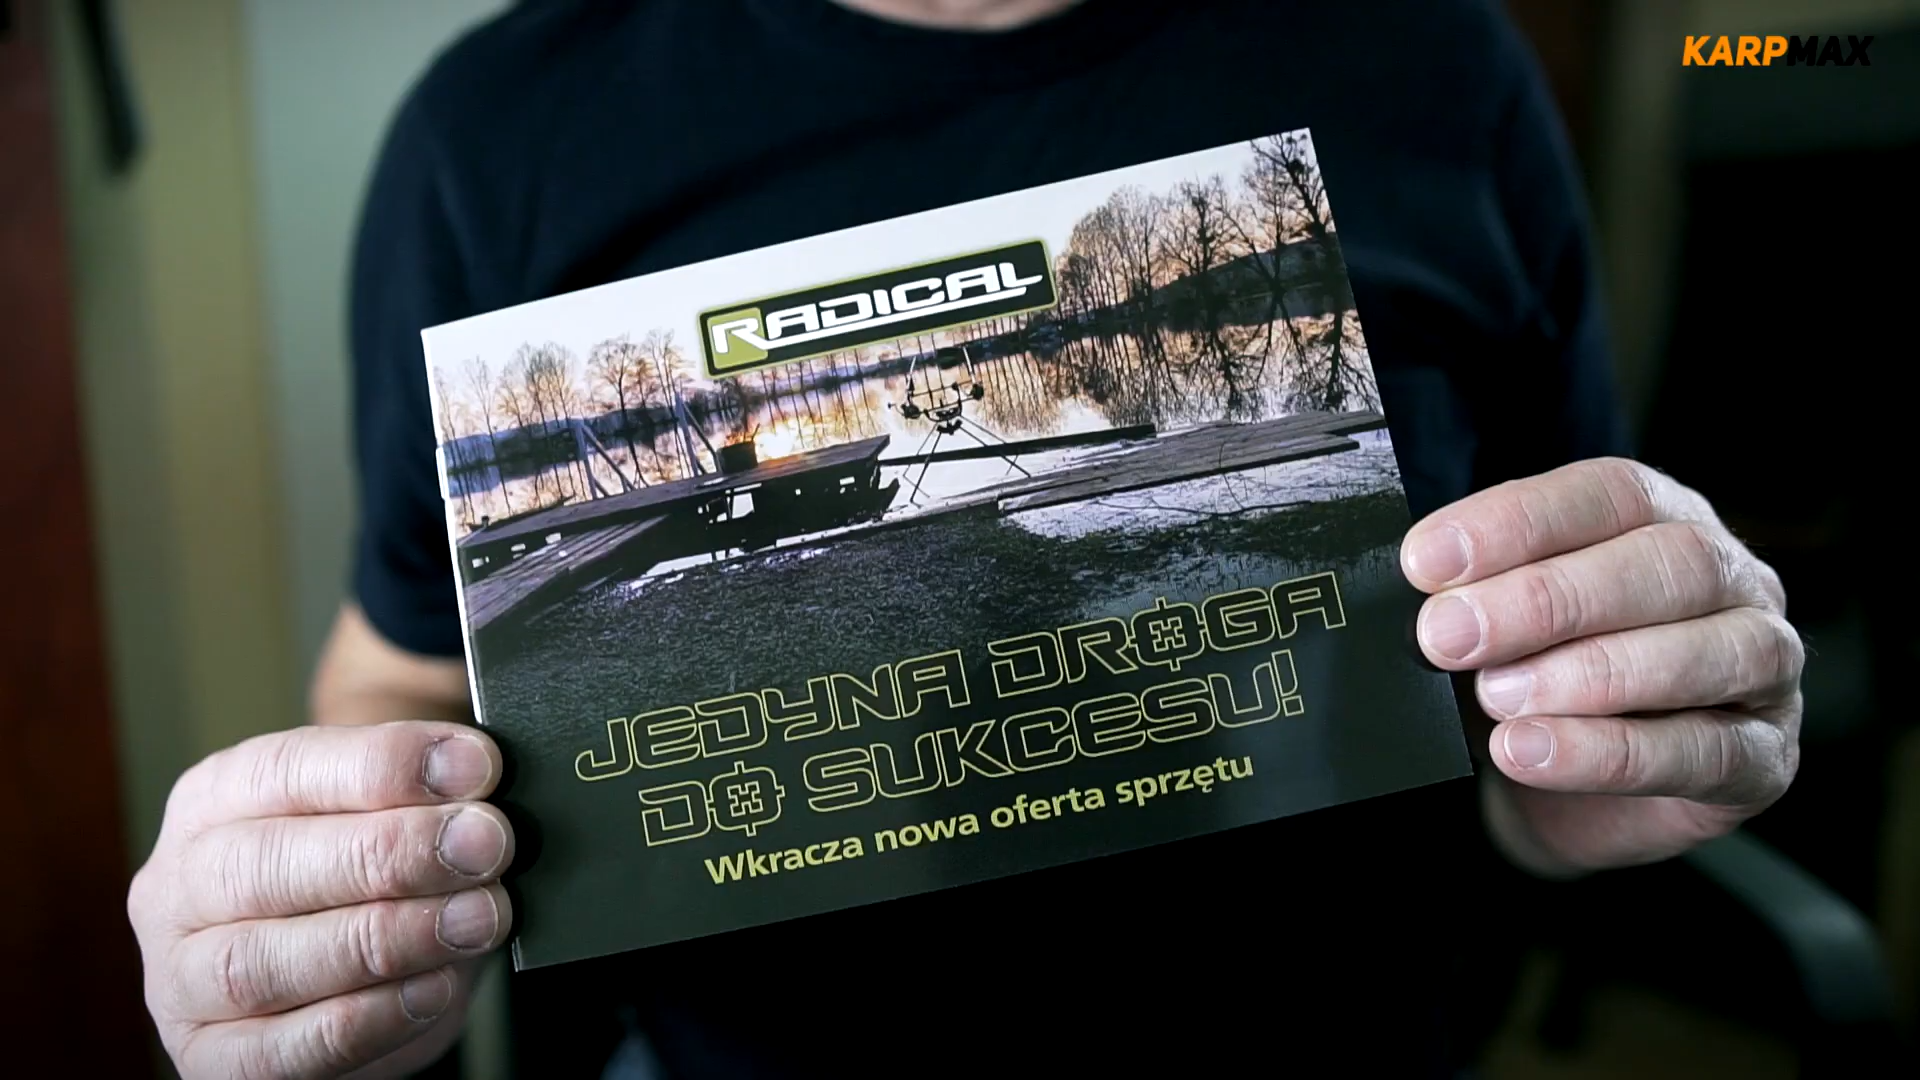 KARPMAX
RADICAL
JEDYNA DROGA
DO SUKCESU!
Wkracza nowa oferta sprzętu